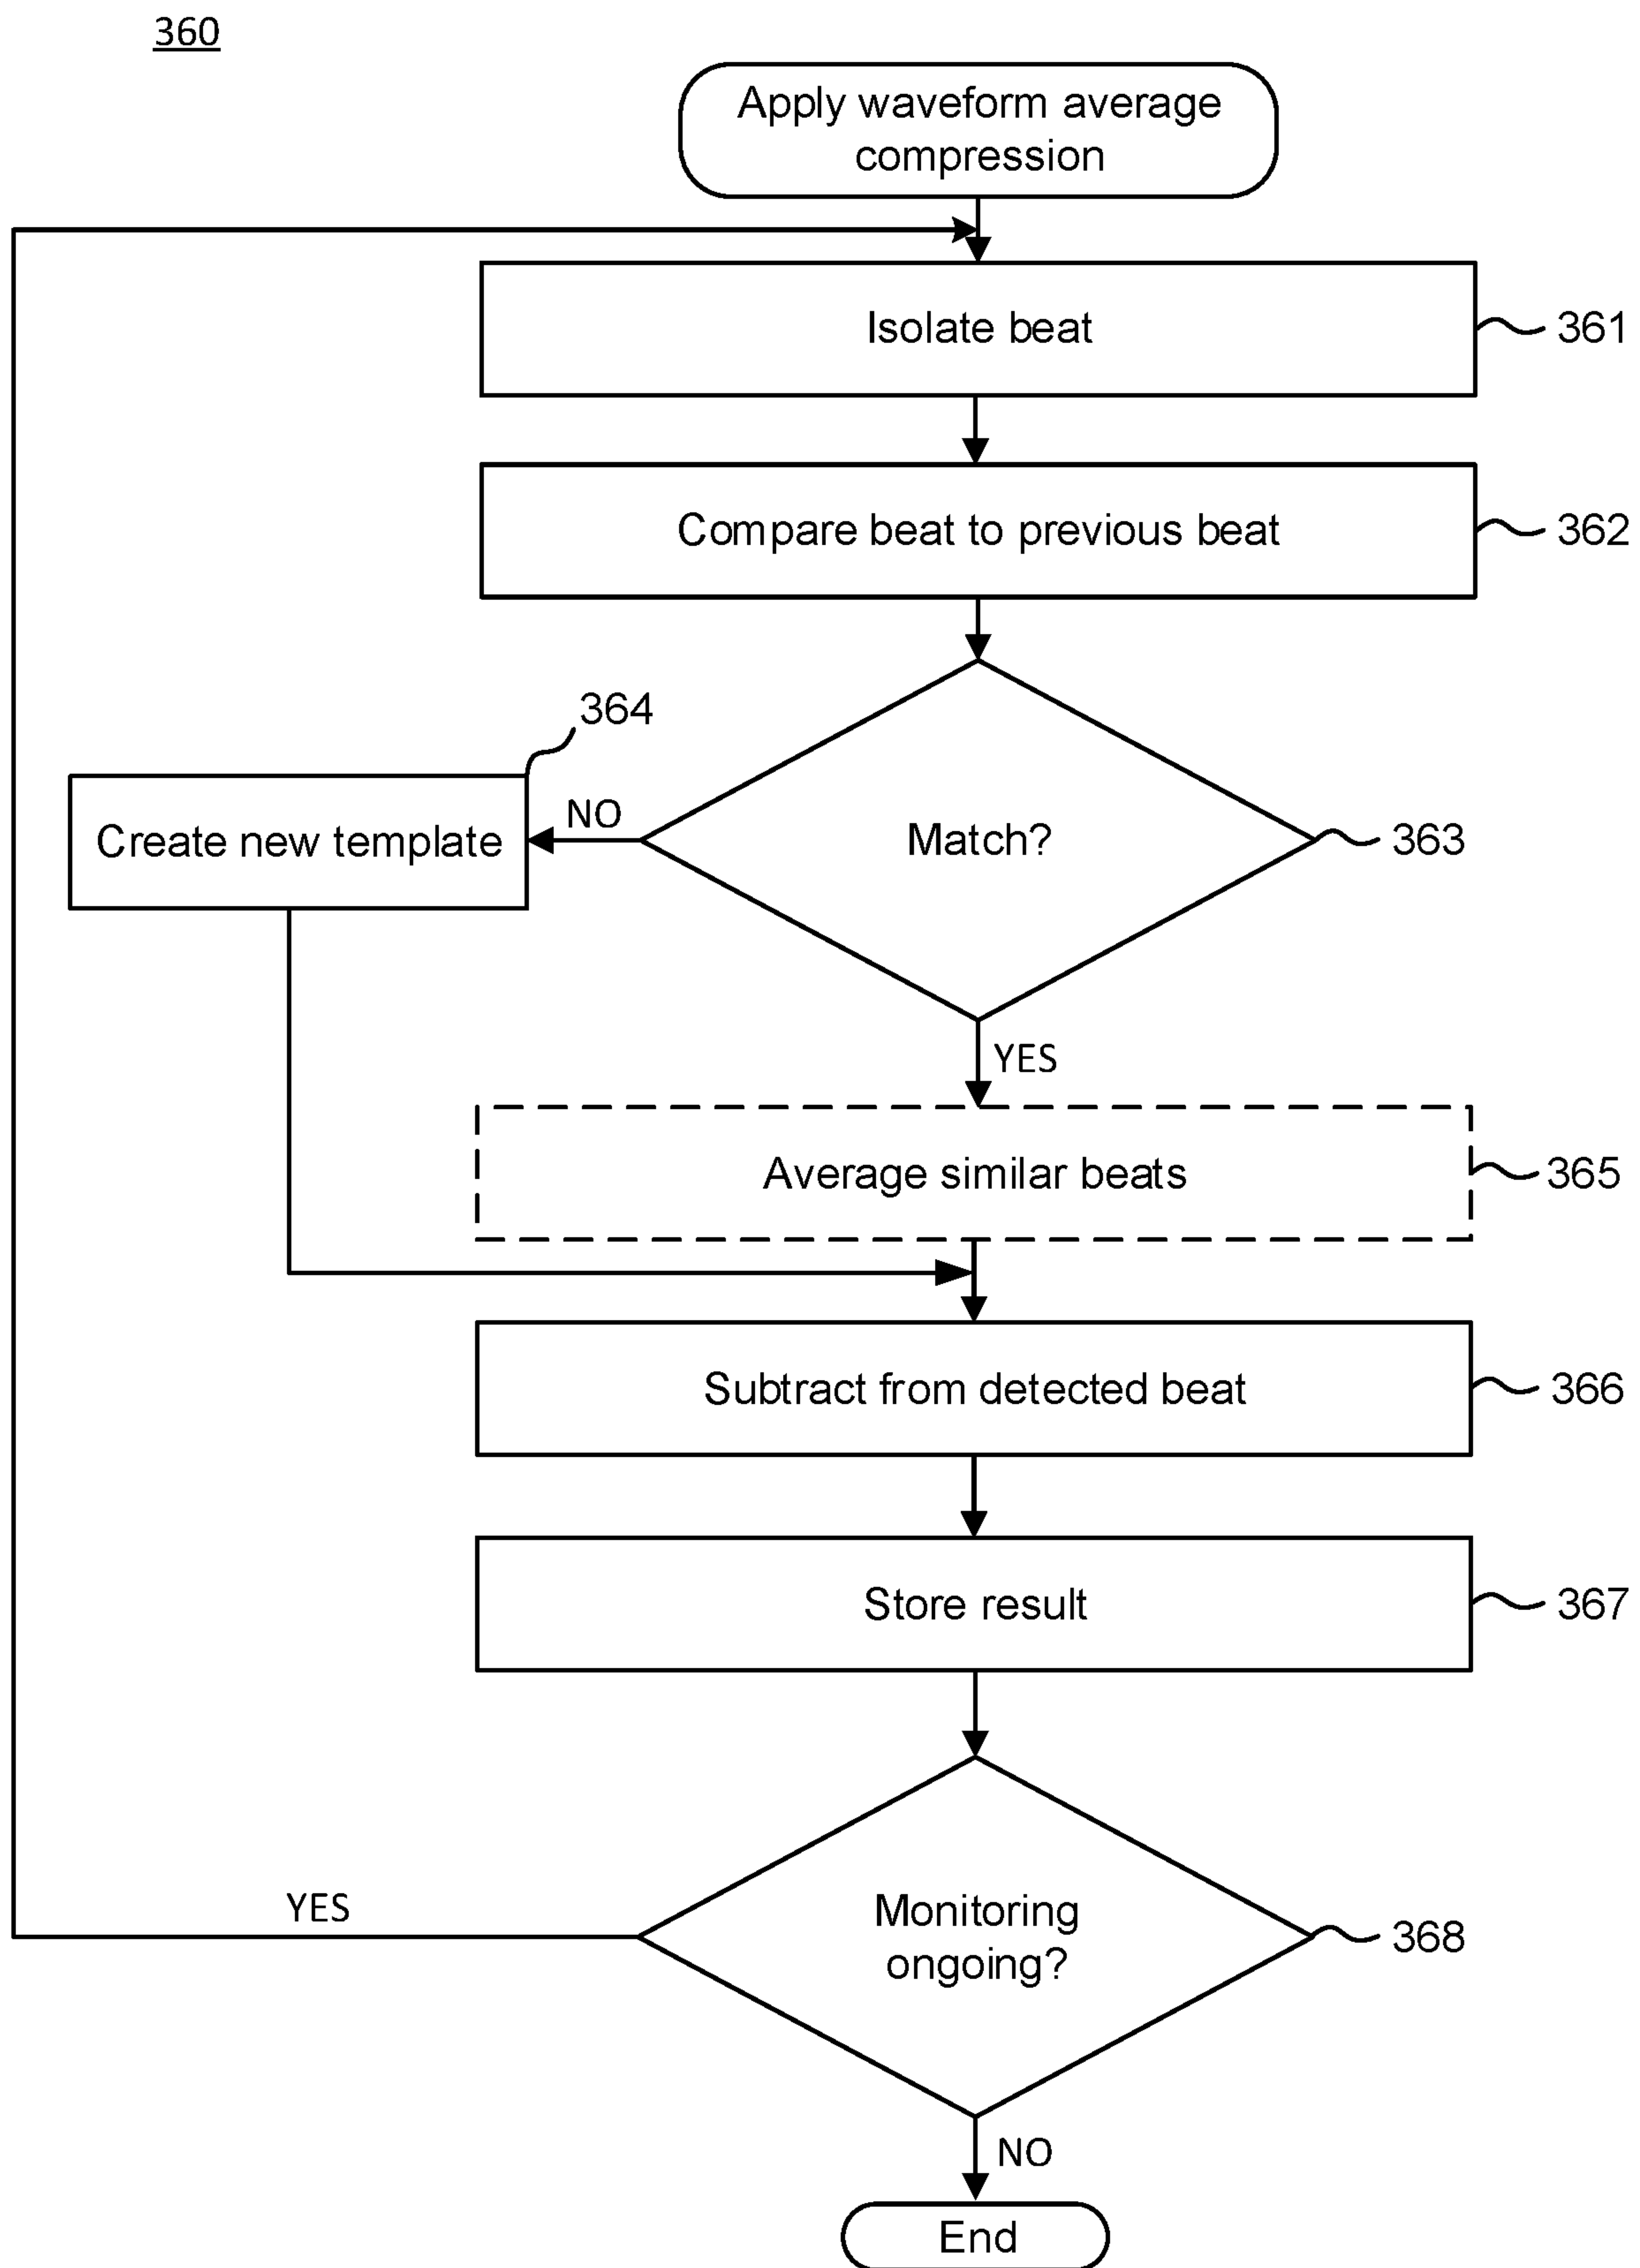 360
Apply waveform average
compression
Isolate beat
361
Compare beat to previous beat
362
364
Create new template
NO
Match?
363
YES
Average similar beats
365
Subtract from detected beat
366
Store result
367
YES
Monitoring
ongoing?
368
NO
End